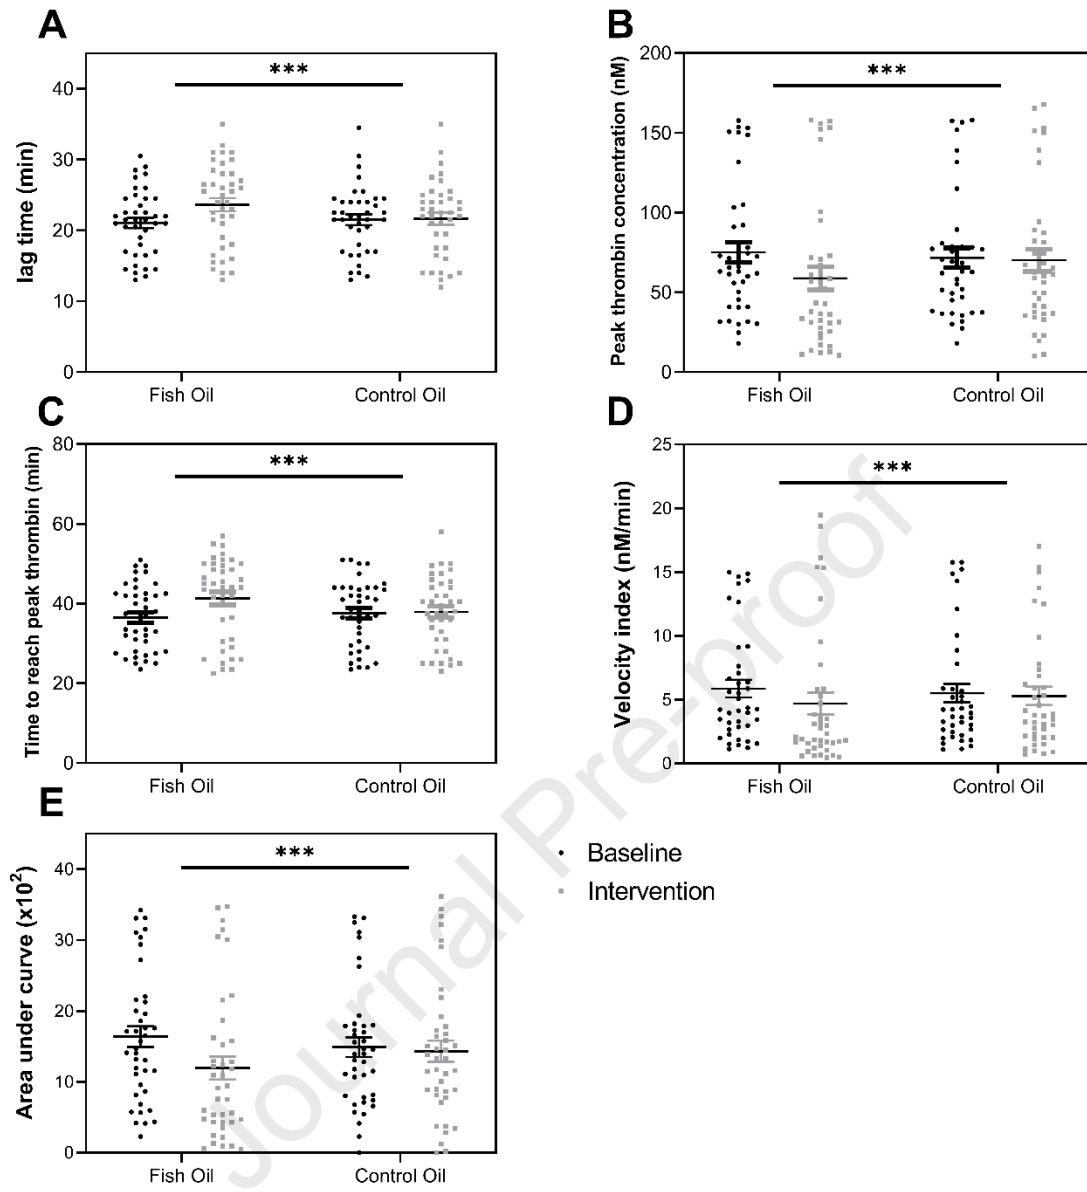 A
lag time (min)
40
30
20
10
0
***
Fish Oil
Control Oil
B
Peak thrombin concentration (nM)
200
150
100
50
0
***
Fish Oil
Control Oil
C
Time to reach peak thrombin (min)
80
60
40
20
0
***
Fish Oil
Control Oil
D
Velocity index (nM/min)
25
20
15
10
5
0
***
Fish Oil
Control Oil
E
Area under curve (x10²)
40
30
20
10
0
***
Fish Oil
Control Oil
Baseline
Intervention
Journal Pre-proof